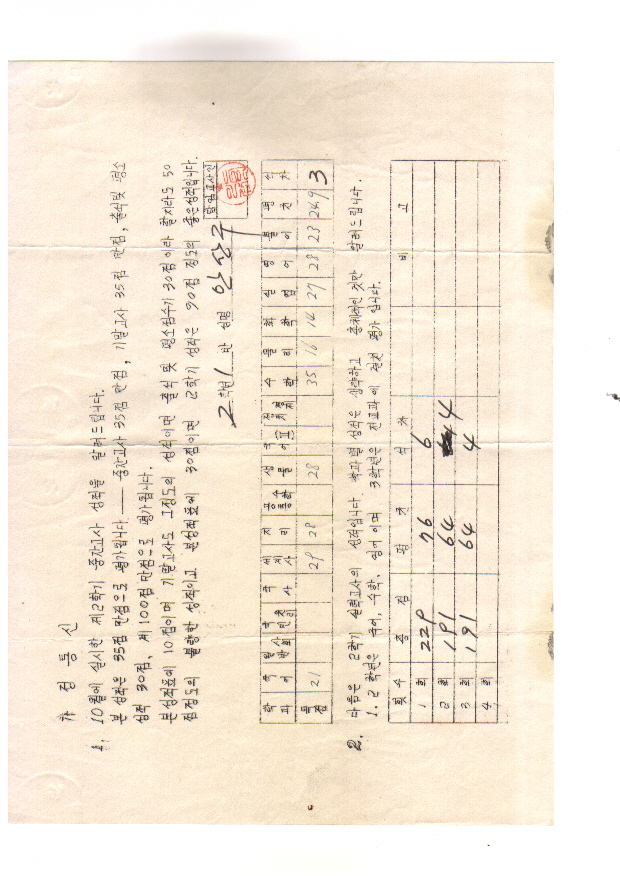 가 정 통 신
1. 10월에 실시한 제2학기 중간고사 성적을 알려드립니다.
본 성적은 35점 만점으로 평가됩니다 —— 중간고사 35점 만점, 기말고사 35점 만점, 출석및 평소
성적 30점, 계 100점만점으로 평가 됩니다.
본성적표에 10점이며 기말고사도 그정도의 성적이면 출석 및 평소점수가 30점 이라 할지라도 50
점정도의 불량한 성적이고 본성적표에 30점이면 2학기 성적은 90점 정도의 좋은성적입니다.
담임교사인
2 학년 1 반 성명 안상구
학과 국어 일반사회 국민윤리 국사 세계사 지리 공통수학 생물 국어(II) 정치경제 수학 물리 화학 실업 영어 불어 평균 석차
득점 21 29 28 28 35 16 14 27 28 23 24.9 3
2. 다음은 2학기 실력고사의 성적입니다. 학과별 성적은 생략하고 총체적인 것만 알려드립니다.
1. 2 학년은 국어, 수학, 영어 이며 3학년은 전교과에 걸친 평가 입니다.
횟수 총점 평균 석차 비고
1 회 229 76 6
2 회 191 64 4
3 회 191 64 4
4 회